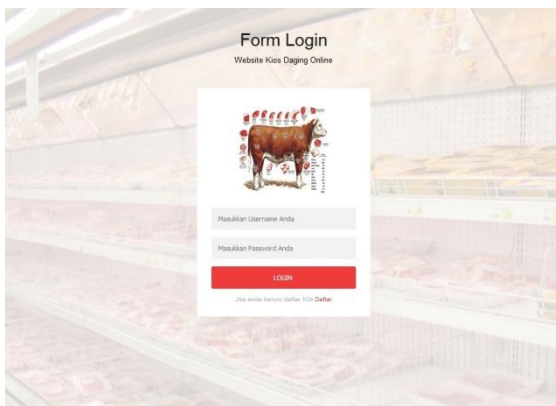 Form Login
Website Kios Daging Online
Masukkan Username Anda
Masukkan Password Anda
LOGIN
Jika anda belum daftar. Klik Daftar